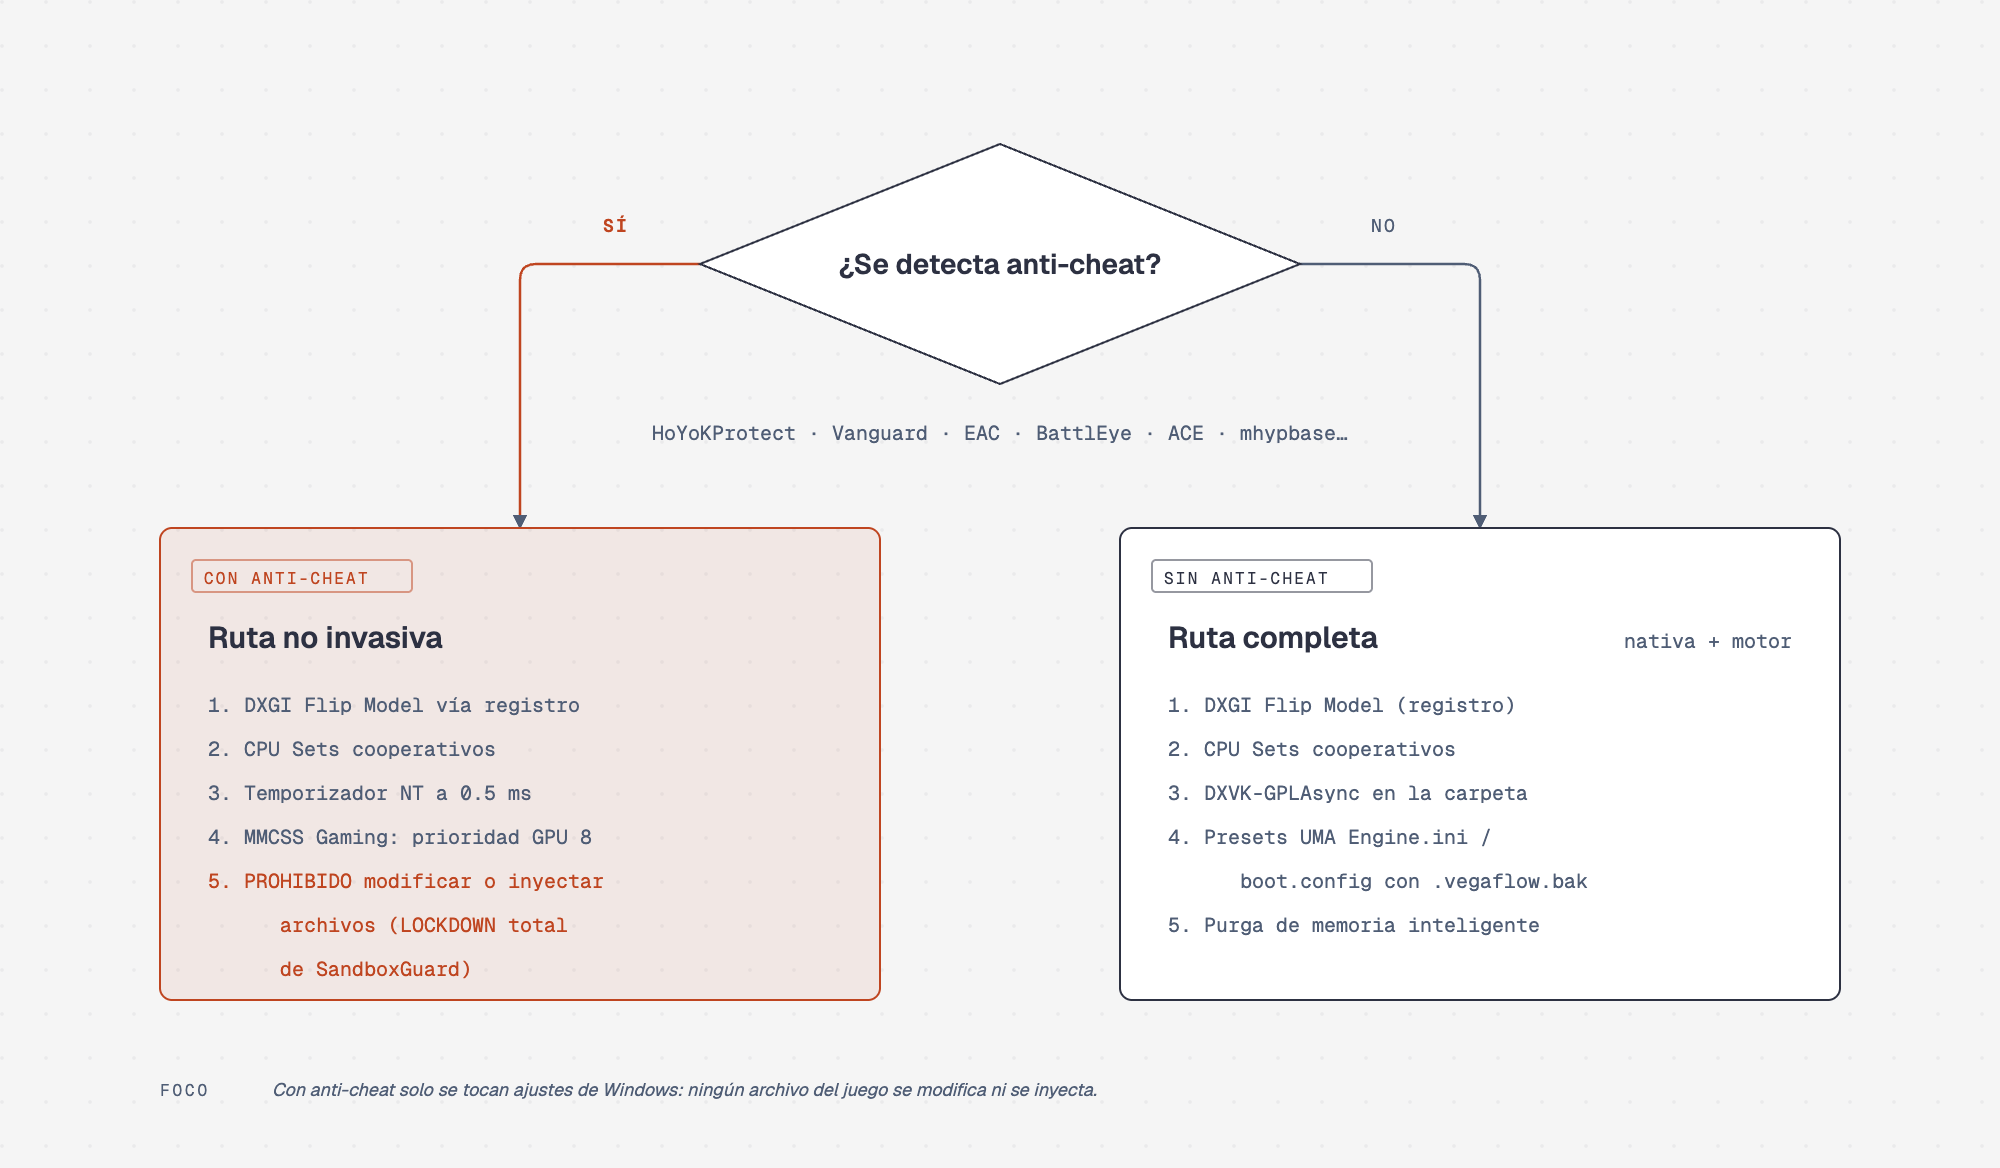 SÍ
NO
¿Se detecta anti-cheat?
HoYoKProtect · Vanguard · EAC · BattlEye · ACE · mhypbase…
CON ANTI-CHEAT
Ruta no invasiva
1. DXGI Flip Model vía registro
2. CPU Sets cooperativos
3. Temporizador NT a 0.5 ms
4. MMCSS Gaming: prioridad GPU 8
5. PROHIBIDO modificar o inyectar
archivos (LOCKDOWN total
de SandboxGuard)
SIN ANTI-CHEAT
Ruta completa
nativa + motor
1. DXGI Flip Model (registro)
2. CPU Sets cooperativos
3. DXVK-GPLAsync en la carpeta
4. Presets UMA Engine.ini /
boot.config con .vegaflow.bak
5. Purga de memoria inteligente
FOCO
Con anti-cheat solo se tocan ajustes de Windows: ningún archivo del juego se modifica ni se inyecta.